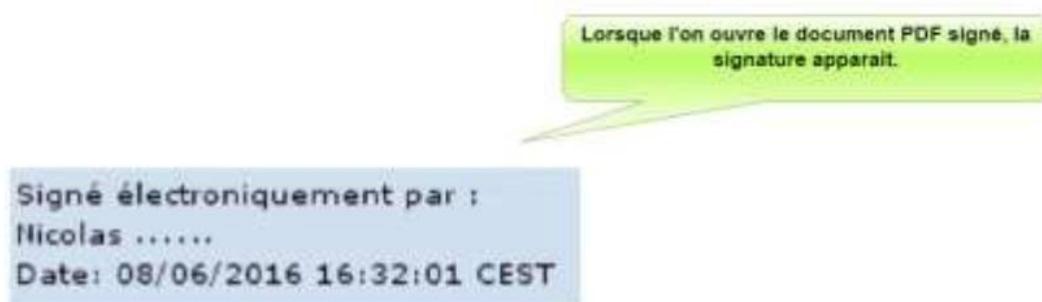 Lorsque l'on ouvre le document PDF signé, la
signature apparait.
Signé électroniquement par :
Nicolas ......
Date: 08/06/2016 16:32:01 CEST